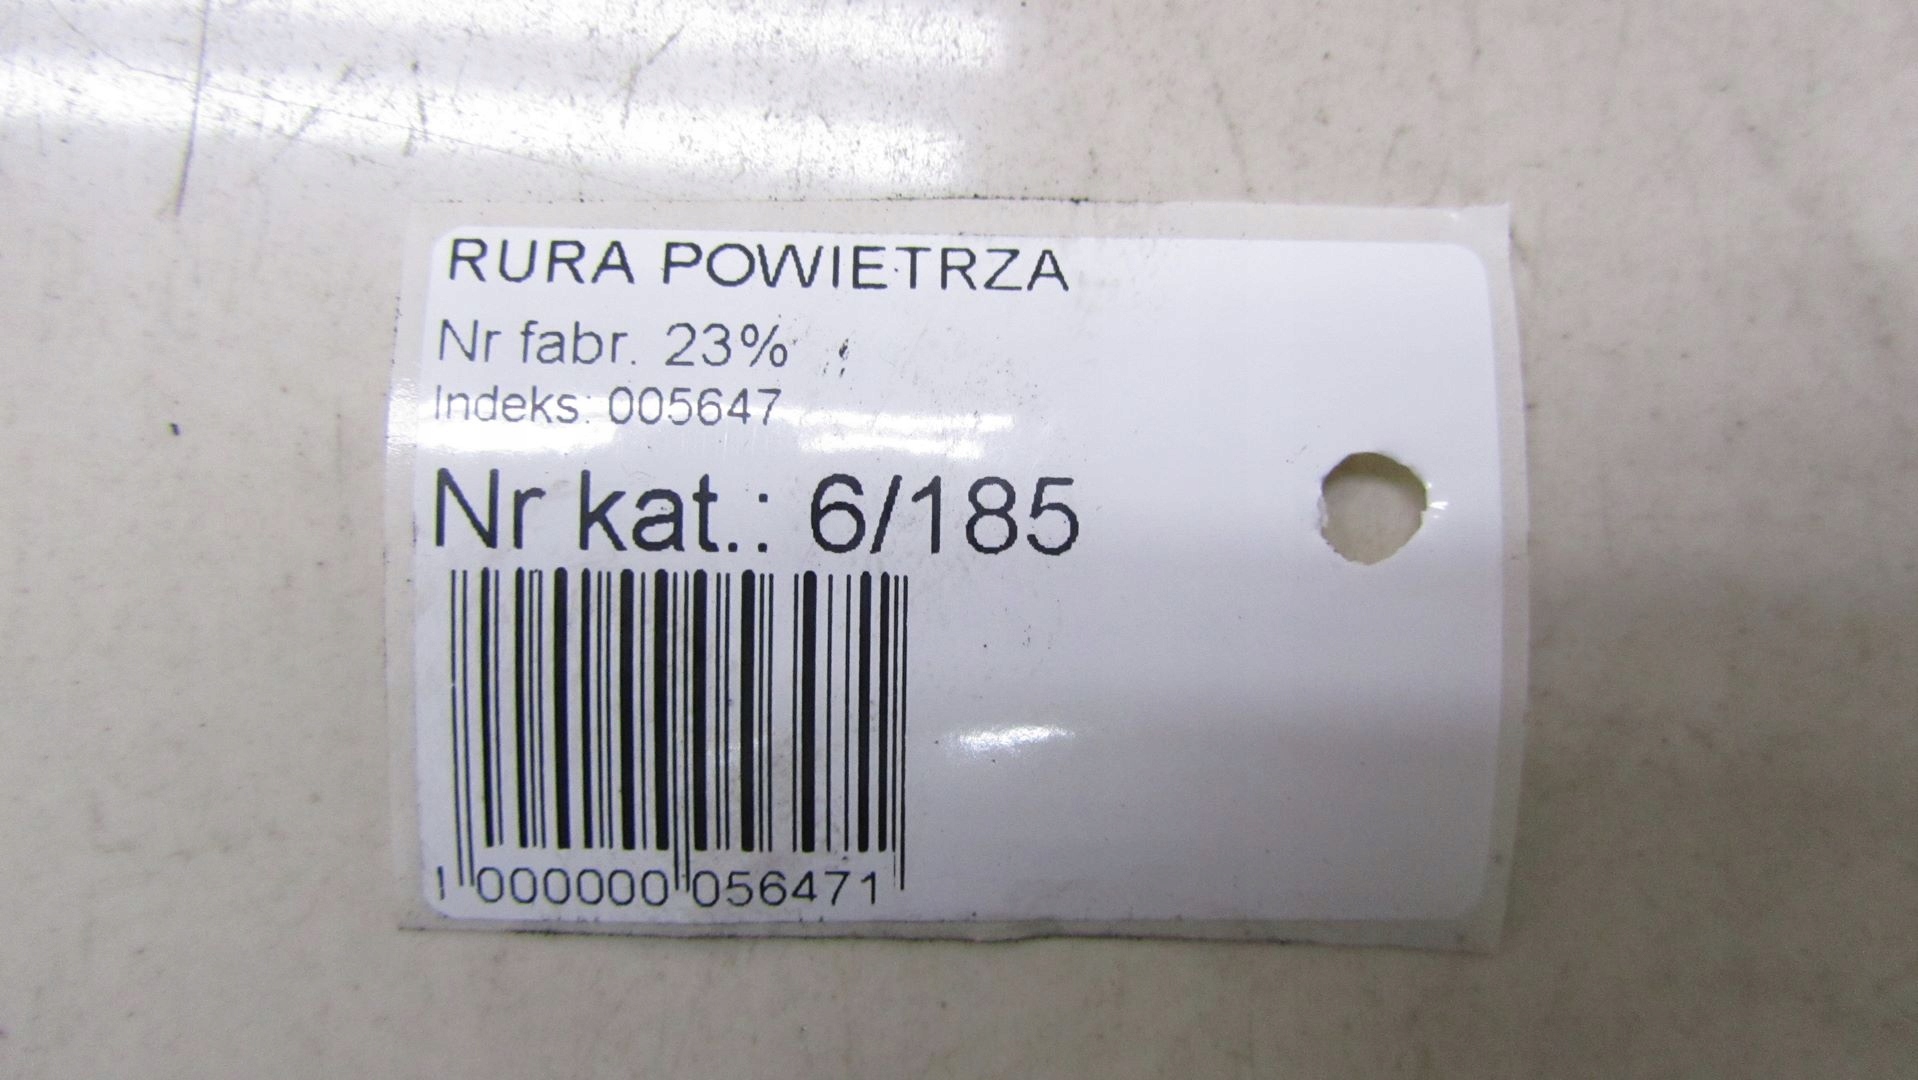 RURA POWIETRZA
Nr fabr. 23%
Indeks: 005647
Nr kat.: 6/185
1 000000 056471